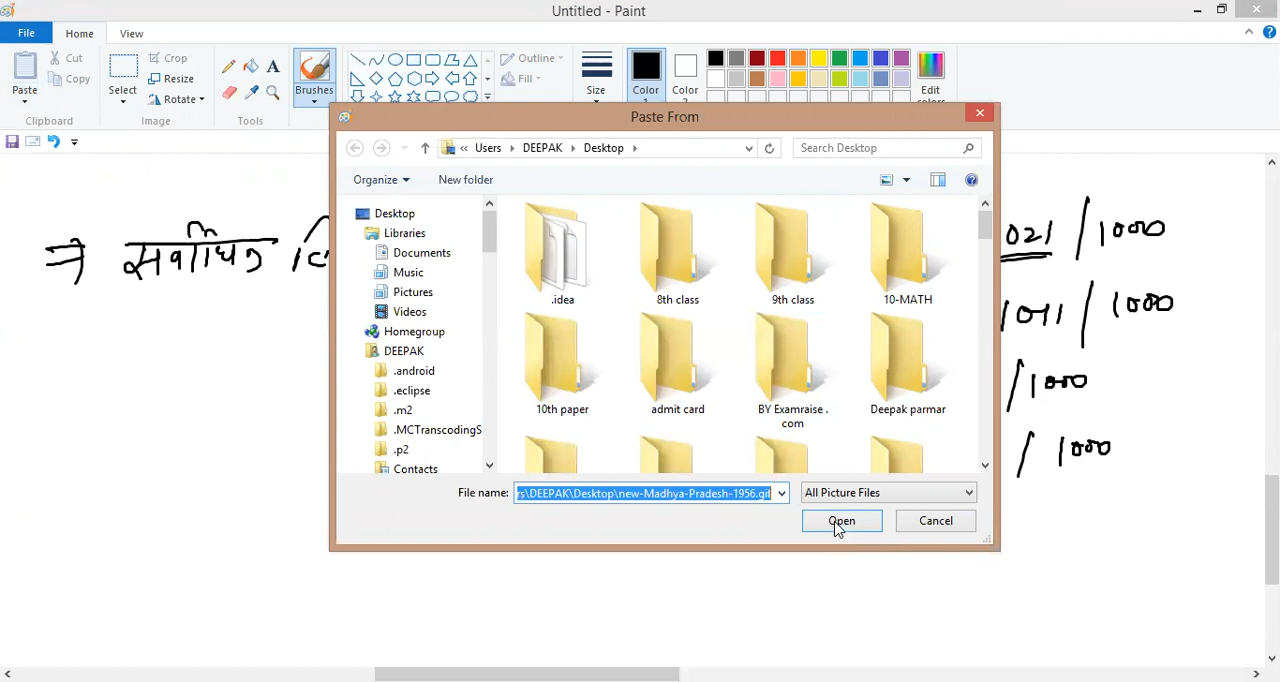 Untitled - Paint
File Home View
Paste
Cut
Copy
Clipboard
Select
Crop
Resize
Rotate
Image
A
Tools
Brushes
Outline
Fill
Size
Color
1
Color
2
Edit
colors
Paste From
« Users DEEPAK Desktop
Search Desktop
Organize New folder
Desktop
Libraries
Documents
Music
Pictures
Videos
Homegroup
DEEPAK
.android
.eclipse
.m2
.MCTranscodingS
.p2
Contacts
.idea 8th class 9th class 10-MATH
10th paper admit card BY Examraise . com Deepak parmar
File name: rs\DEEPAK\Desktop\new-Madhya-Pradesh-1956.gif All Picture Files
Open Cancel
021 / 1000
1011 / 1000
/ 1000
/ 1000